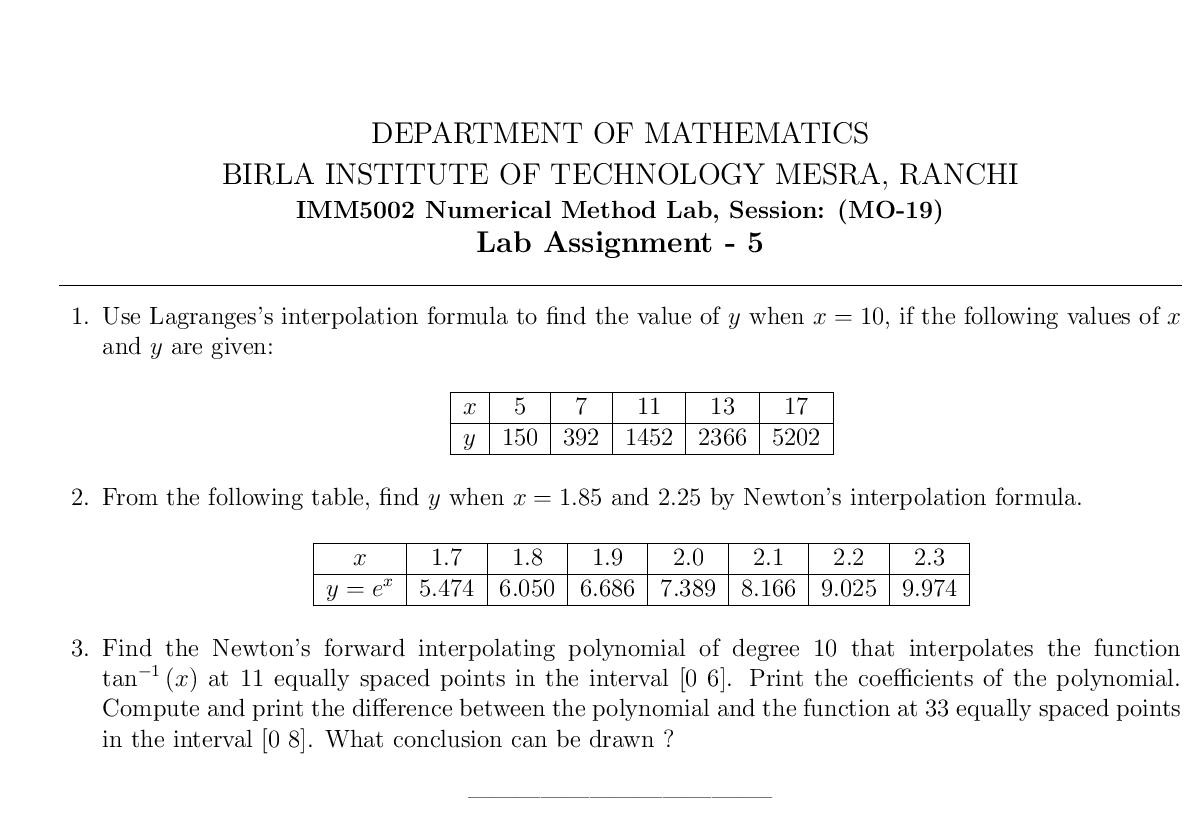 DEPARTMENT OF MATHEMATICS
BIRLA INSTITUTE OF TECHNOLOGY MESRA, RANCHI
IMM5002 Numerical Method Lab, Session: (MO-19)
Lab Assignment - 5
1. Use Lagranges's interpolation formula to find the value of y when x = 10, if the following values of x
and y are given:
x 5 7 11 13 17
y 150 392 1452 2366 5202
2. From the following table, find y when x = 1.85 and 2.25 by Newton's interpolation formula.
x 1.7 1.8 1.9 2.0 2.1 2.2 2.3
y = eˣ 5.474 6.050 6.686 7.389 8.166 9.025 9.974
3. Find the Newton's forward interpolating polynomial of degree 10 that interpolates the function
tan⁻¹ (x) at 11 equally spaced points in the interval [0 6]. Print the coefficients of the polynomial.
Compute and print the difference between the polynomial and the function at 33 equally spaced points
in the interval [0 8]. What conclusion can be drawn ?